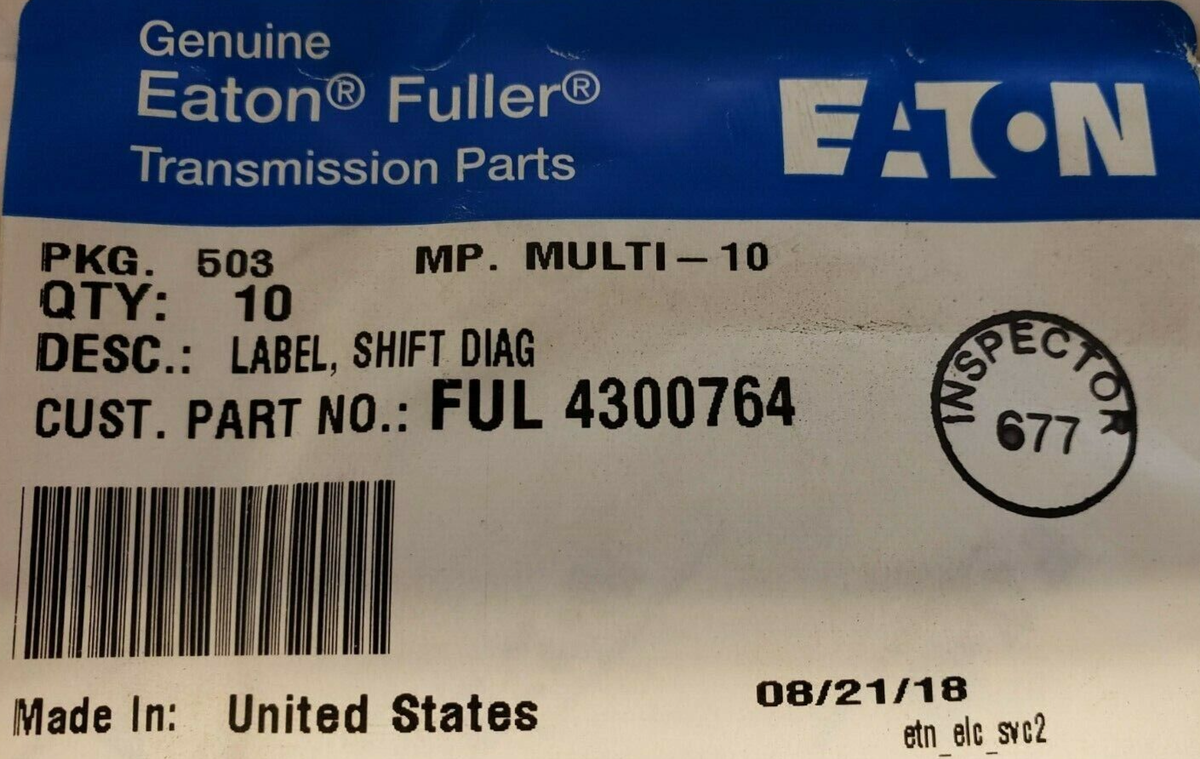 Genuine
Eaton® Fuller®
Transmission Parts
EATON
PKG. 503 MP. MULTI-10
QTY: 10
DESC.: LABEL, SHIFT DIAG
CUST. PART NO.: FUL 4300764
INSPECTOR
677
Made In: United States
08/21/18
etn_elc_svc2